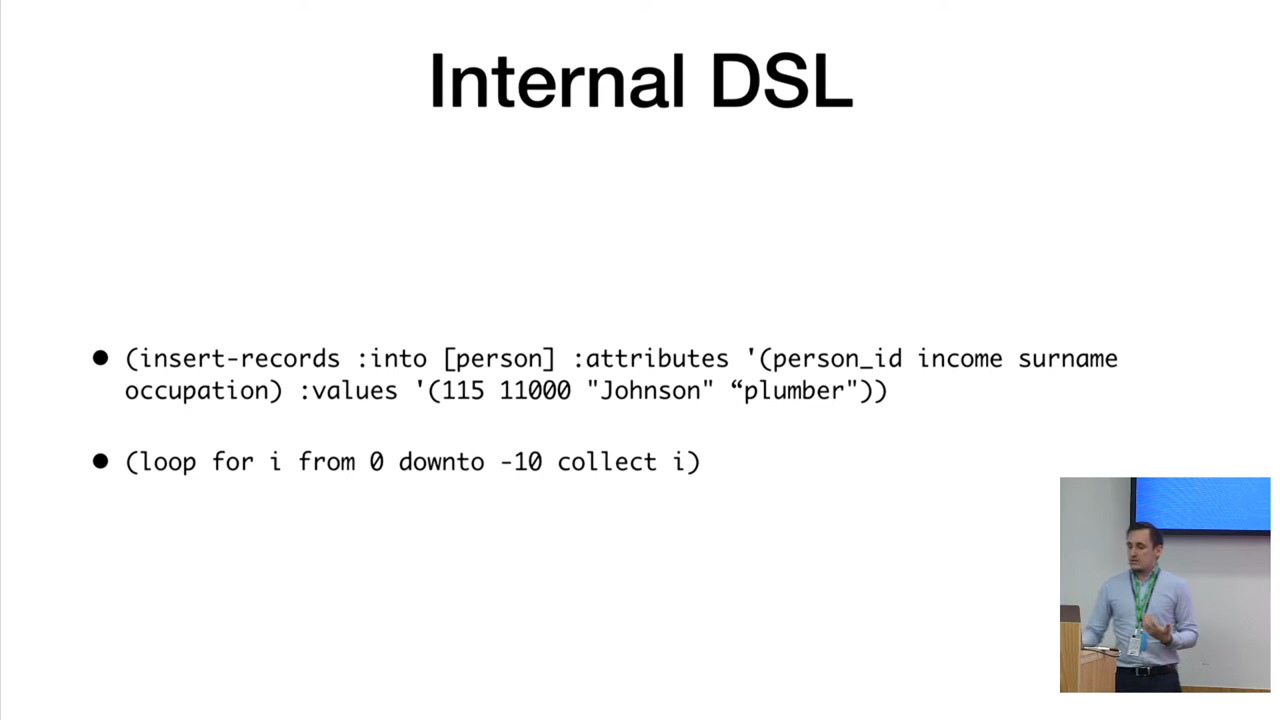 Internal DSL
● (insert-records :into [person] :attributes '(person_id income surname
occupation) :values '(115 11000 "Johnson" “plumber"))
● (loop for i from 0 downto -10 collect i)